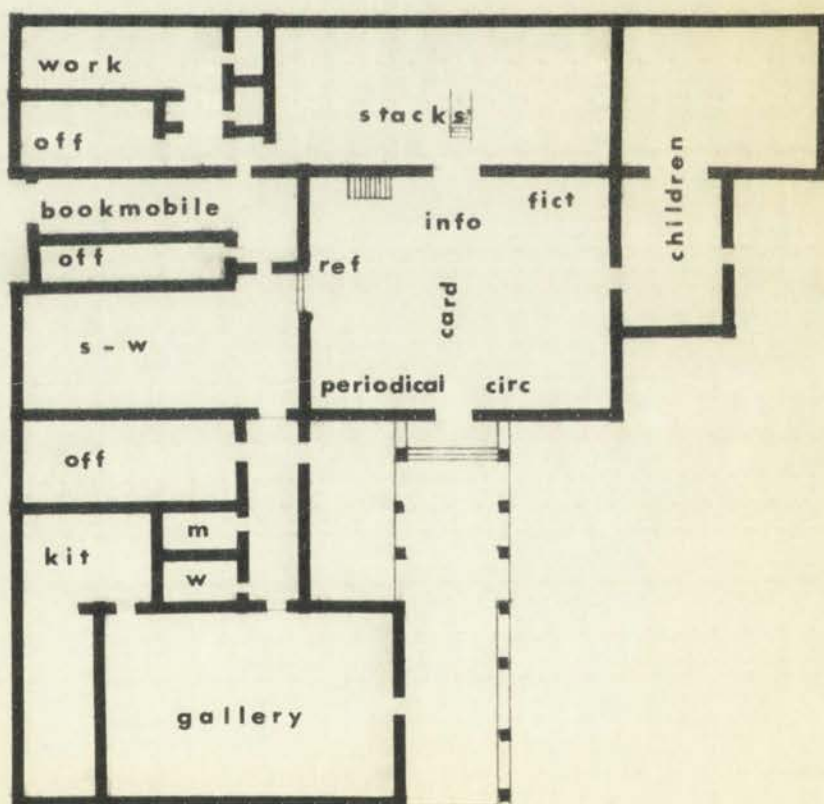 work
stacks
off
bookmobile
fict
info
children
off
ref
card
s-w
periodical
circ
off
m
kit
w
gallery